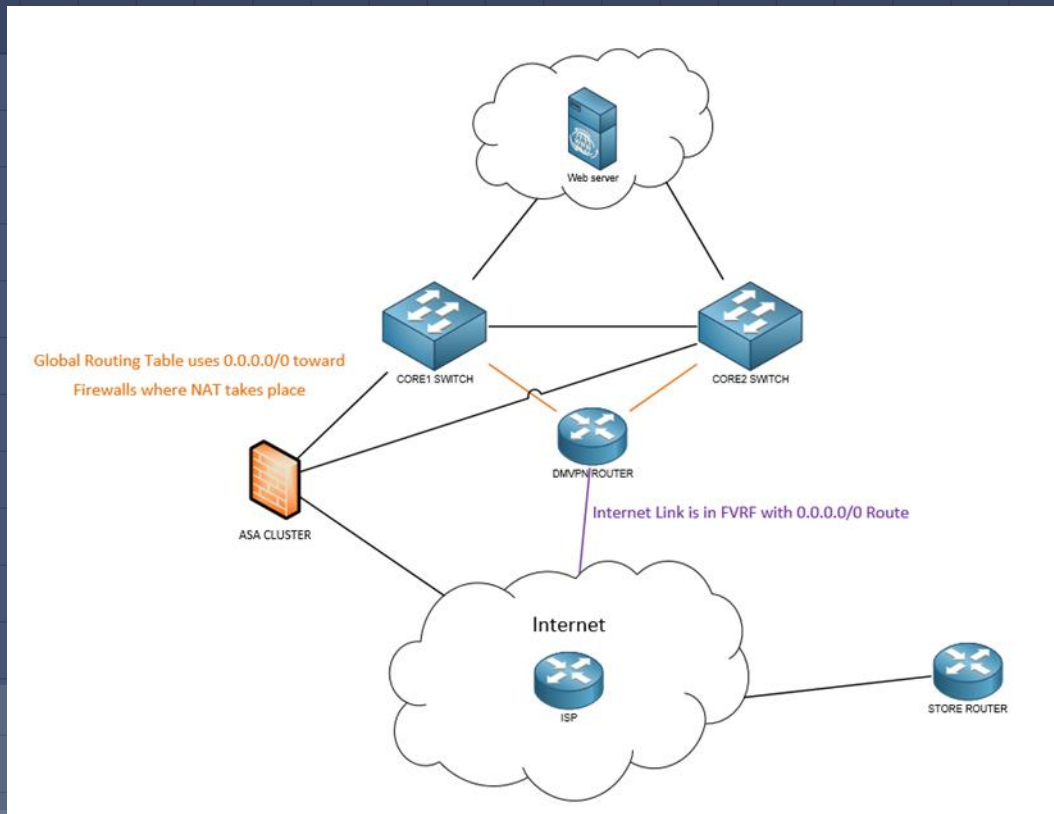 Web server
CORE1 SWITCH
CORE2 SWITCH
Global Routing Table uses 0.0.0.0/0 toward
Firewalls where NAT takes place
DMVPN ROUTER
Internet Link is in FVRF with 0.0.0.0/0 Route
ASA CLUSTER
Internet
ISP
STORE ROUTER